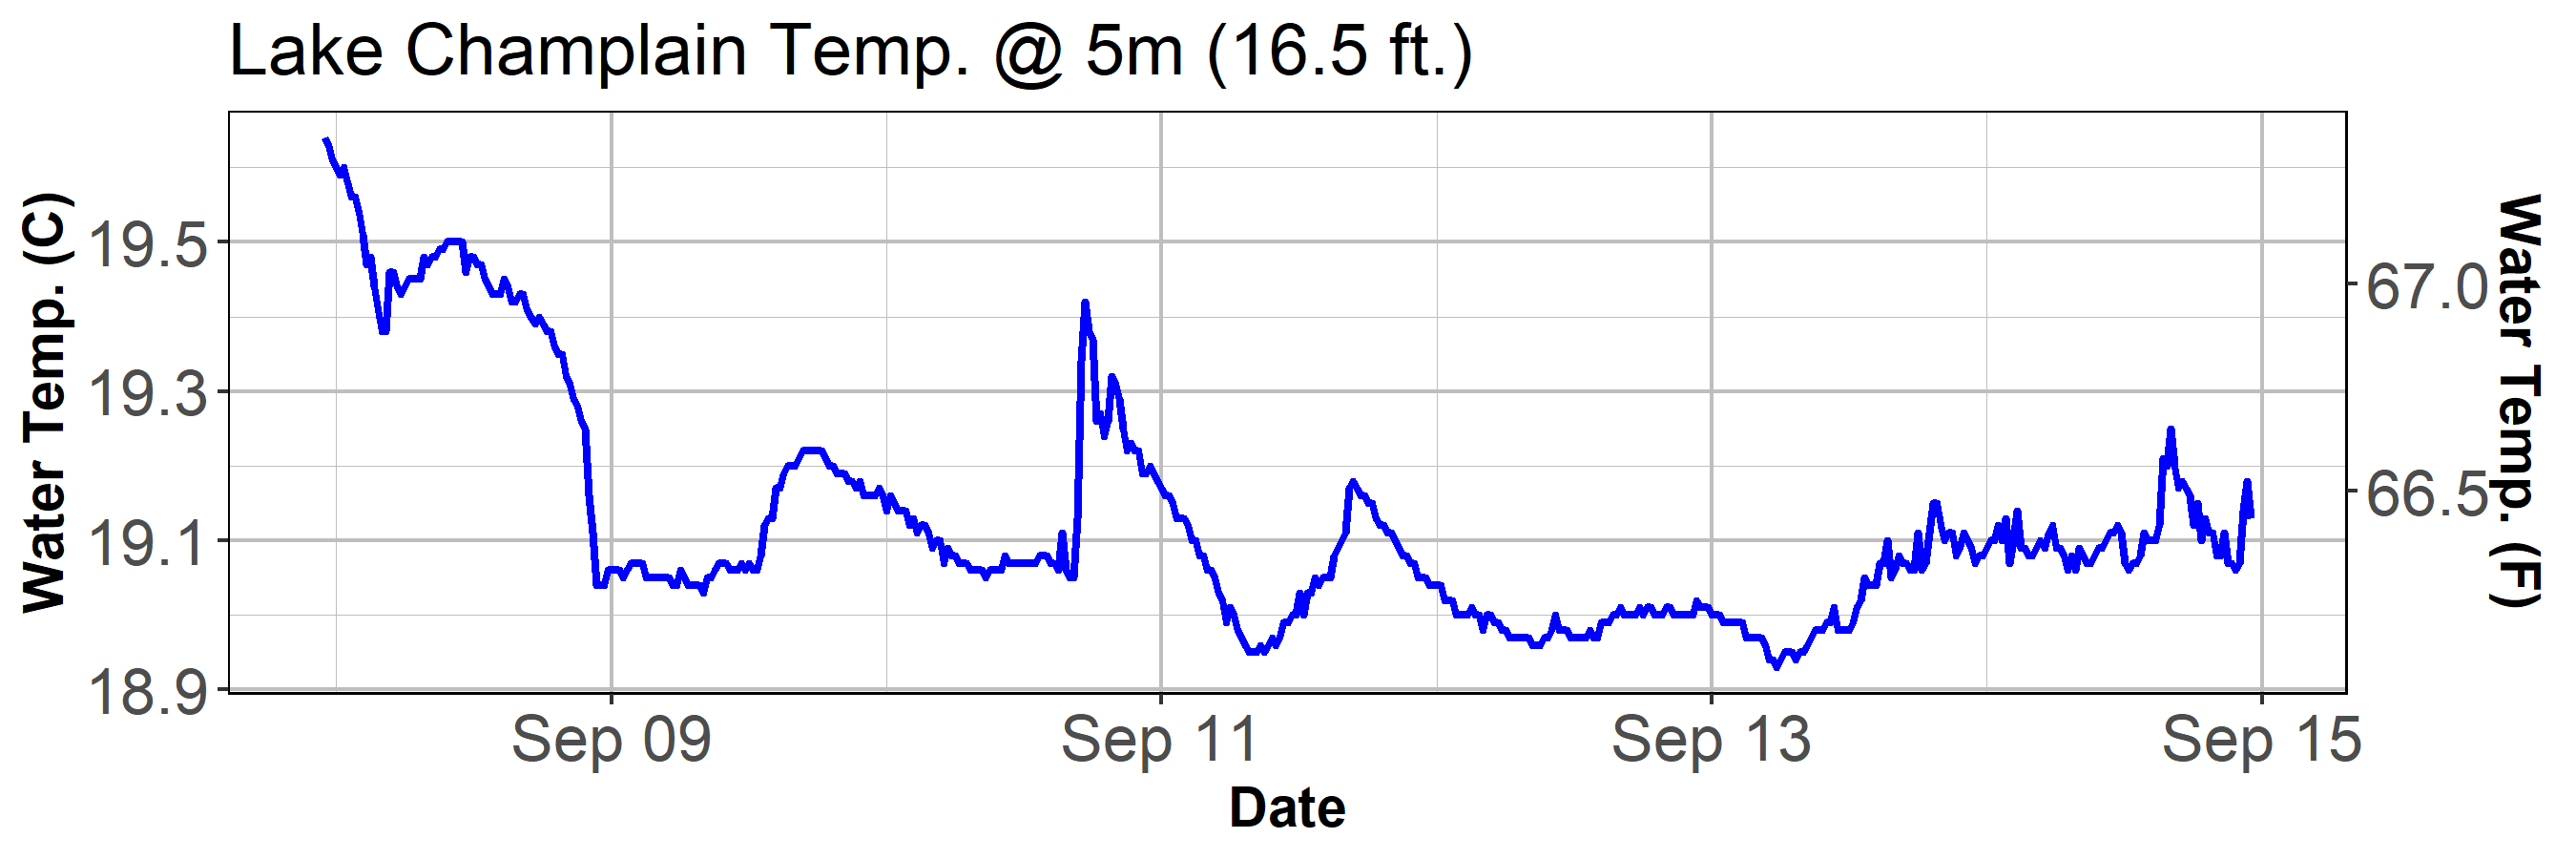 Lake Champlain Temp. @ 5m (16.5 ft.)
Water Temp. (C)
19.5
19.3
19.1
18.9
67.0
66.5
Water Temp. (F)
Sep 09
Sep 11
Sep 13
Sep 15
Date